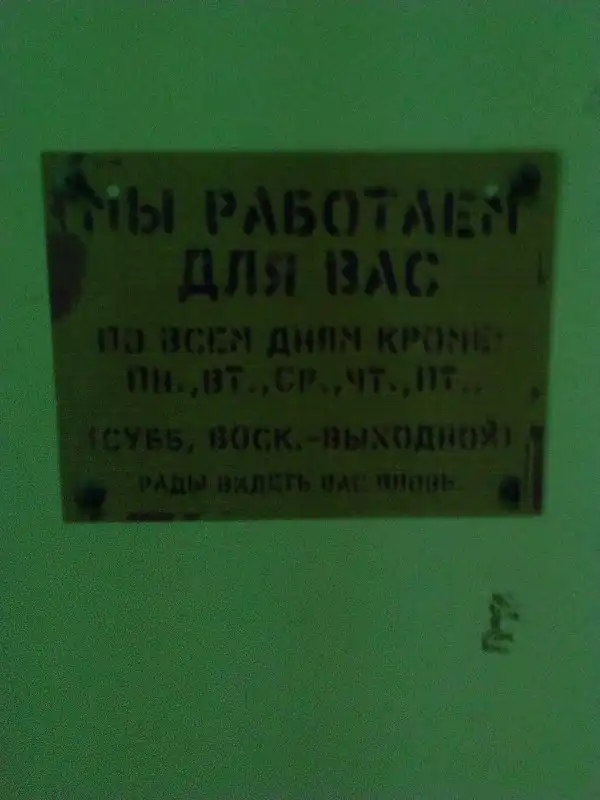 МЫ РАБОТАЕМ
ДЛЯ ВАС
ПО ВСЕМ ДНЯМ КРОМЕ:
ПН.,ВТ.,СР.,ЧТ.,ПТ.,
(СУББ, ВОСК.-ВЫХОДНОЙ)
РАДЫ ВИДЕТЬ ВАС ВНОВЬ